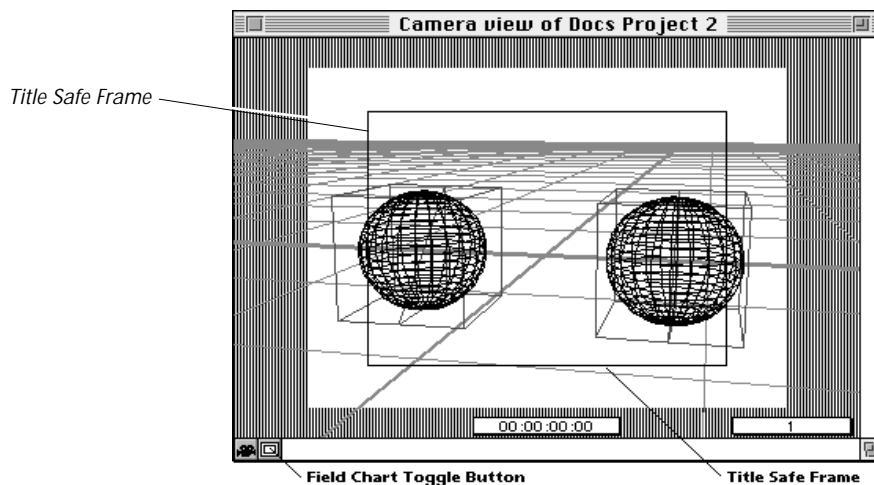 Camera view of Docs Project 2
Title Safe Frame
00:00:00:00
1
Field Chart Toggle Button
Title Safe Frame